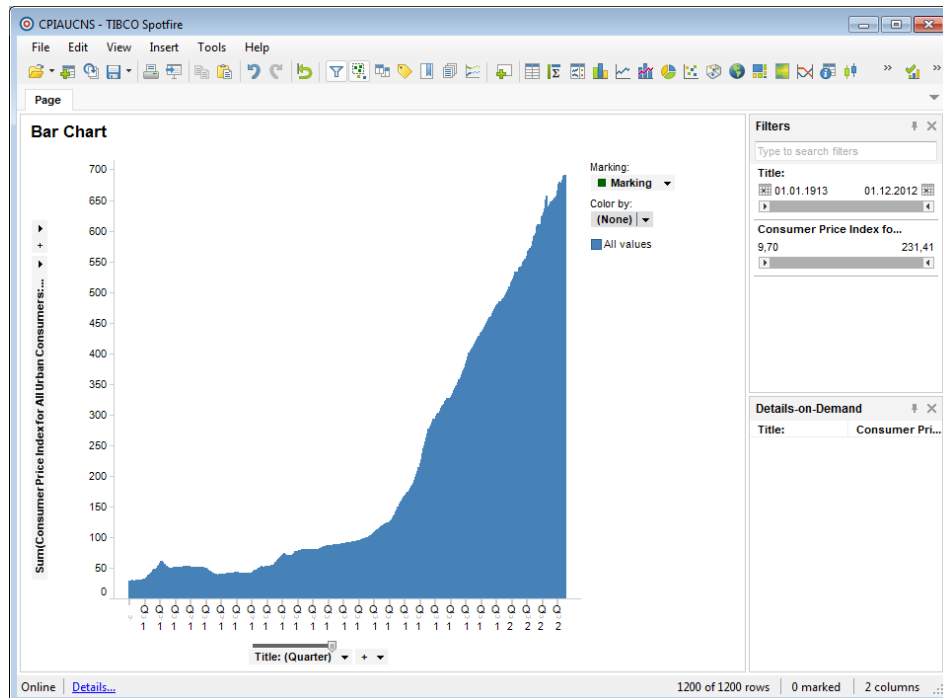 CPIAUCNS - TIBCO Spotfire
File Edit View Insert Tools Help
Page
Bar Chart
Sum(Consumer Price Index for All Urban Consumers:...
+
700
650
600
550
500
450
400
350
300
250
200
150
100
50
0
Q Q Q Q Q Q Q Q Q Q Q Q Q Q Q Q Q Q Q Q Q Q Q Q Q Q Q Q
1 1 1 1 1 1 1 1 1 1 1 1 1 1 1 1 1 1 1 1 1 1 1 1 2 2 2 2
Title: (Quarter) +
Marking:
Marking
Color by:
(None)
All values
Filters
Type to search filters
Title:
01.01.1913 01.12.2012
Consumer Price Index fo...
9,70 231,41
Details-on-Demand
Title: Consumer Pri...
Online Details... 1200 of 1200 rows 0 marked 2 columns